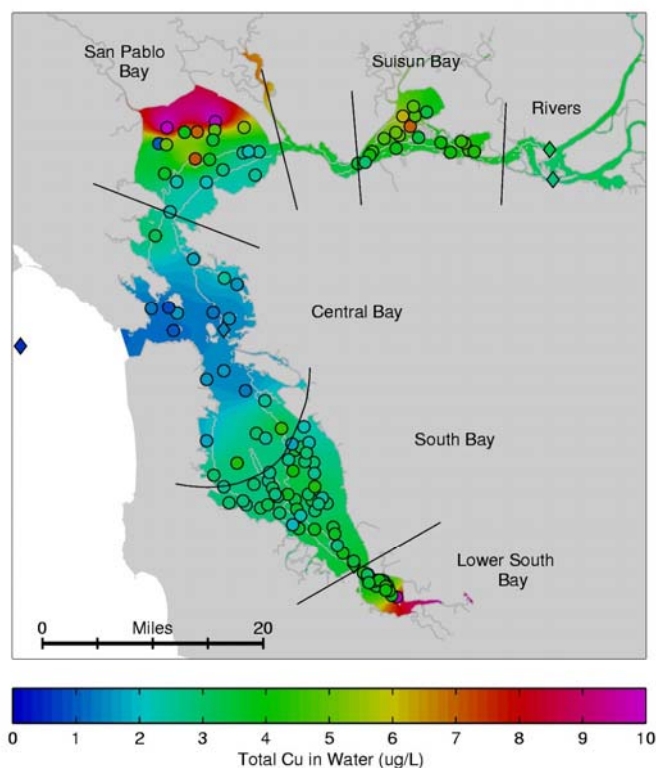 San Pablo
Bay
Suisun Bay
Rivers
Central Bay
South Bay
Lower South
Bay
0 Miles 20
0 1 2 3 4 5 6 7 8 9 10
Total Cu in Water (ug/L)